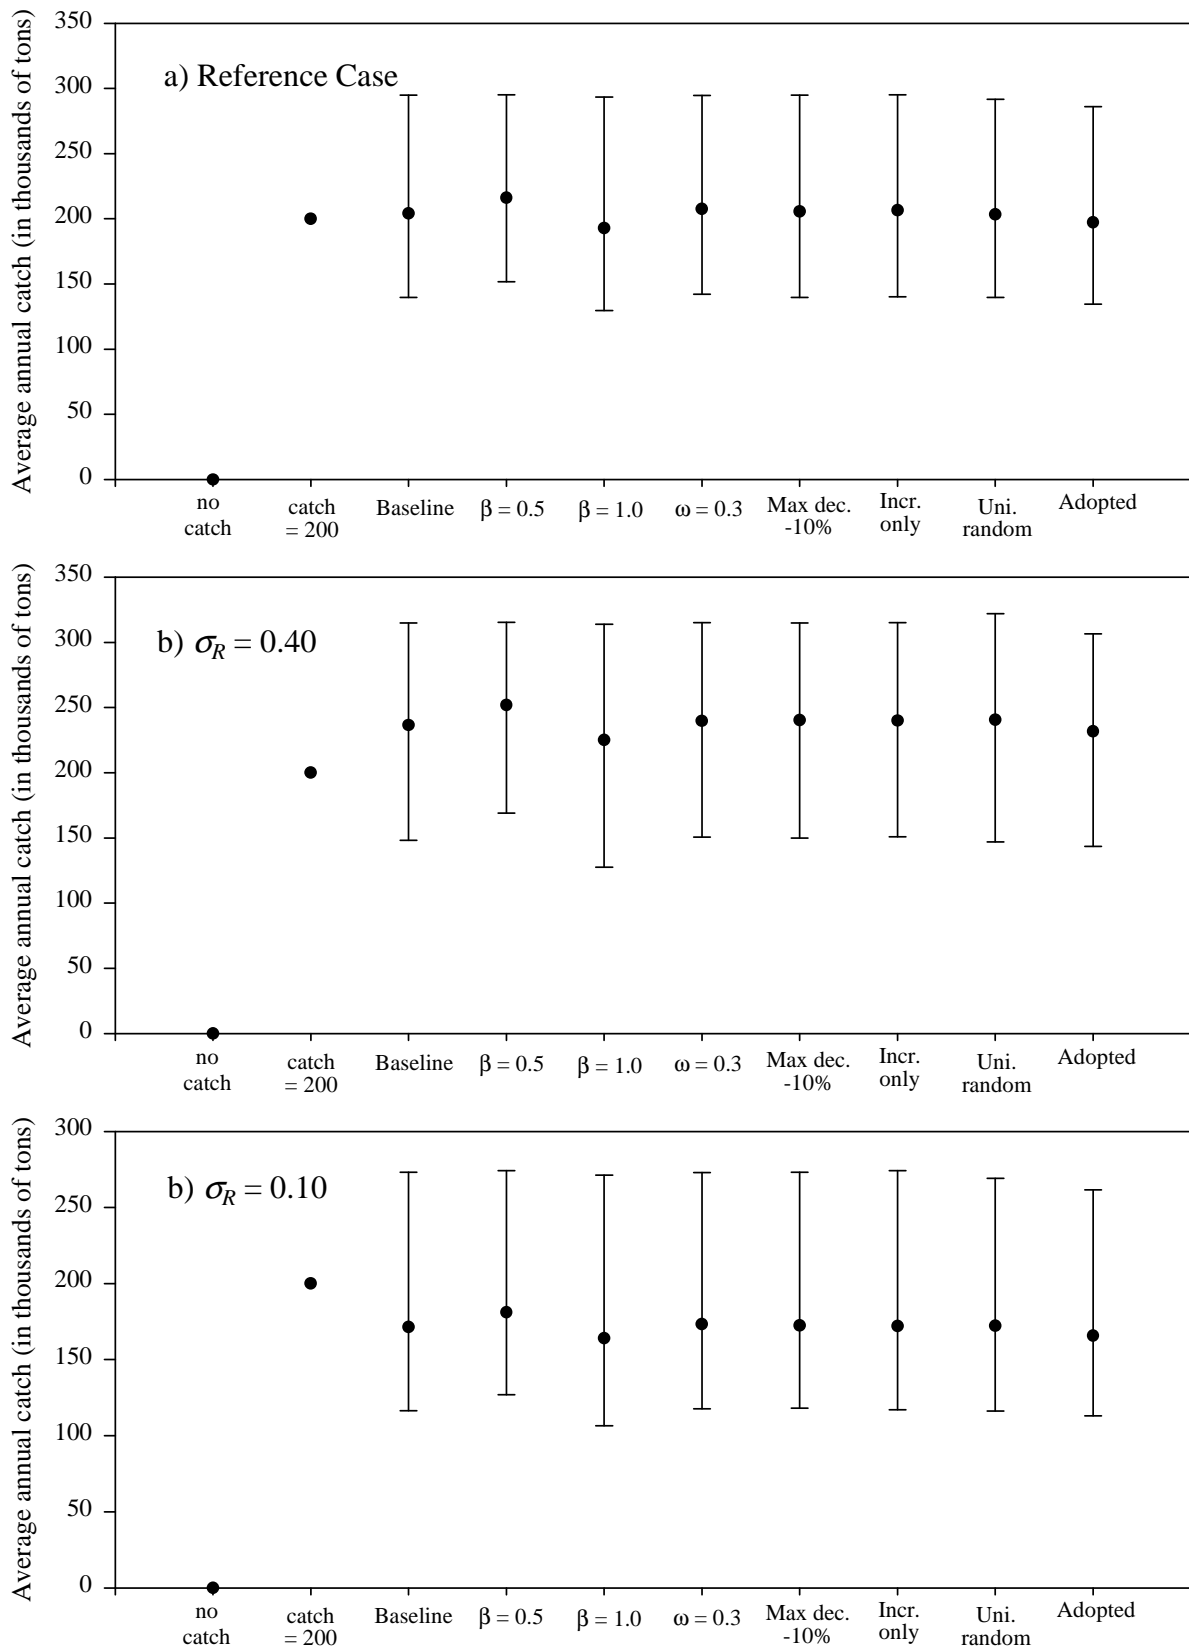 Average annual catch (in thousands of tons)
350
300
250
200
150
100
50
0
a) Reference Case
no
catch
catch
= 200
Baseline
β = 0.5
β = 1.0
ω = 0.3
Max dec.
-10%
Incr.
only
Uni.
random
Adopted
Average annual catch (in thousands of tons)
350
300
250
200
150
100
50
0
b) σR = 0.40
no
catch
catch
= 200
Baseline
β = 0.5
β = 1.0
ω = 0.3
Max dec.
-10%
Incr.
only
Uni.
random
Adopted
Average annual catch (in thousands of tons)
300
250
200
150
100
50
0
b) σR = 0.10
no
catch
catch
= 200
Baseline
β = 0.5
β = 1.0
ω = 0.3
Max dec.
-10%
Incr.
only
Uni.
random
Adopted